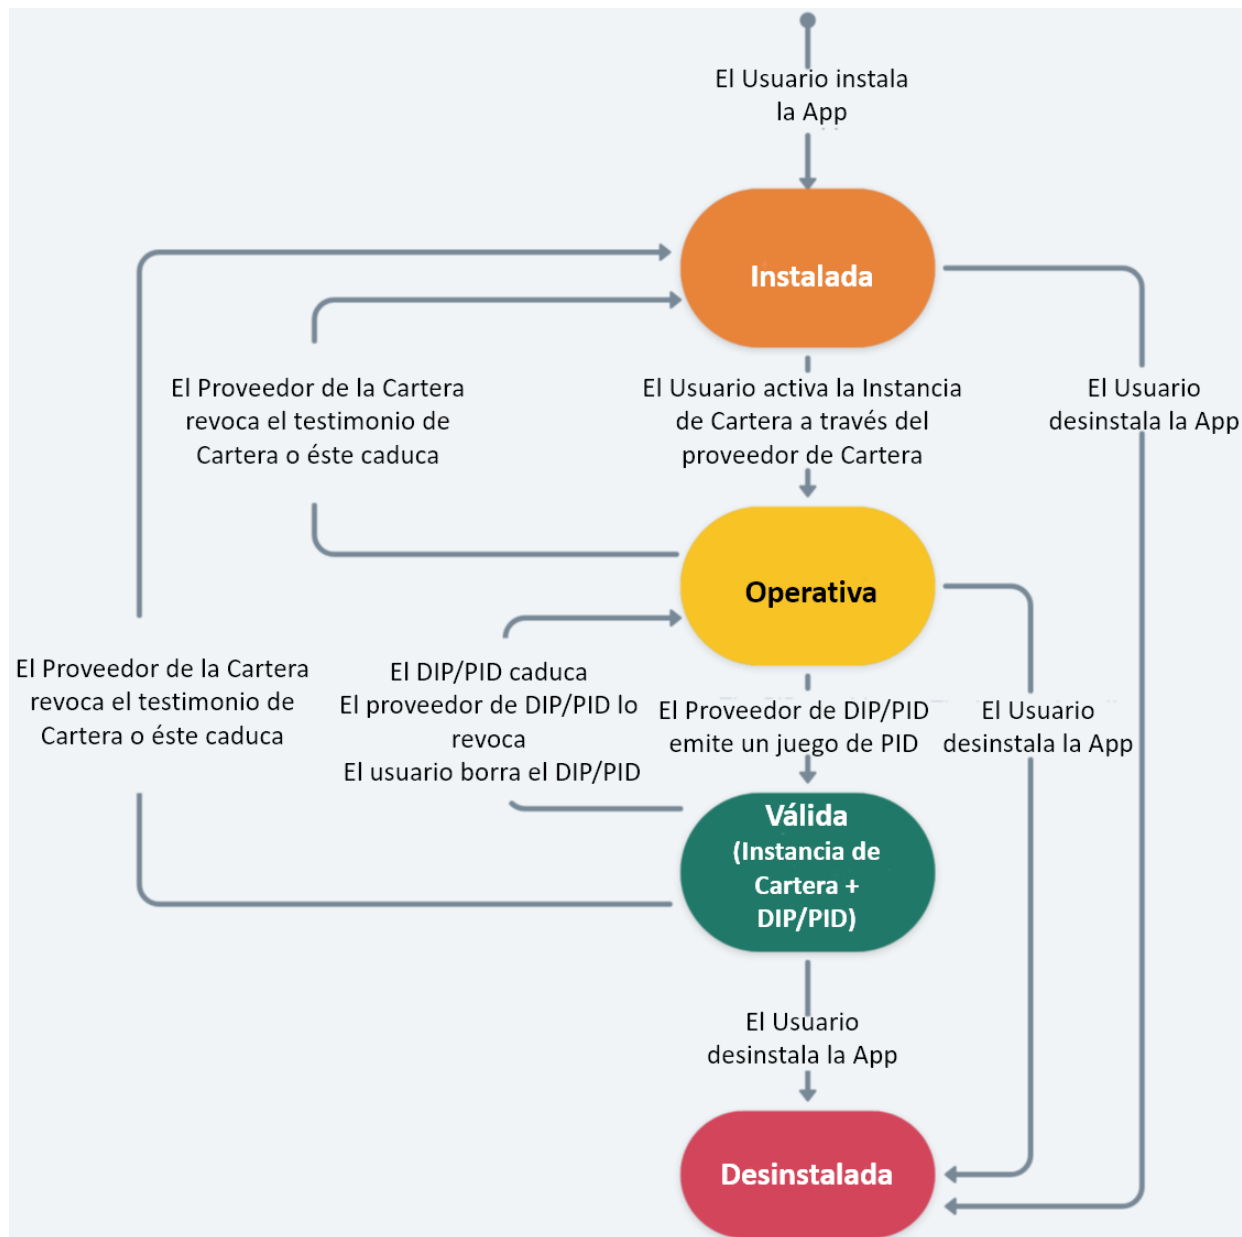 El Usuario instala
la App
Instalada
El Proveedor de la Cartera
revoca el testimonio de
Cartera o éste caduca
El Usuario activa la Instancia
de Cartera a través del
proveedor de Cartera
El Usuario
desinstala la App
Operativa
El Proveedor de la Cartera
revoca el testimonio de
Cartera o éste caduca
El DIP/PID caduca
El proveedor de DIP/PID lo
revoca
El usuario borra el DIP/PID
El Proveedor de DIP/PID
emite un juego de PID
El Usuario
desinstala la App
Válida
(Instancia de
Cartera +
DIP/PID)
El Usuario
desinstala la App
Desinstalada